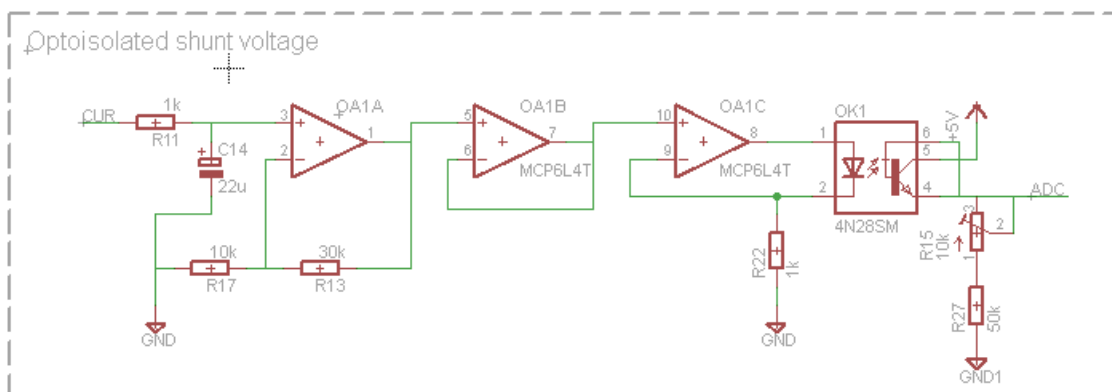 Optoisolated shunt voltage
CUR
1k
R11
C14
22u
10k
R17
30k
R13
GND
3
2
1
OA1A
5
6
7
OA1B
MCP6L4T
10
9
8
OA1C
MCP6L4T
R22
1k
GND
OK1
1
2
6
5
4
4N28SM
+5V
ADC
R15
10k
3
2
1
R27
50k
GND1